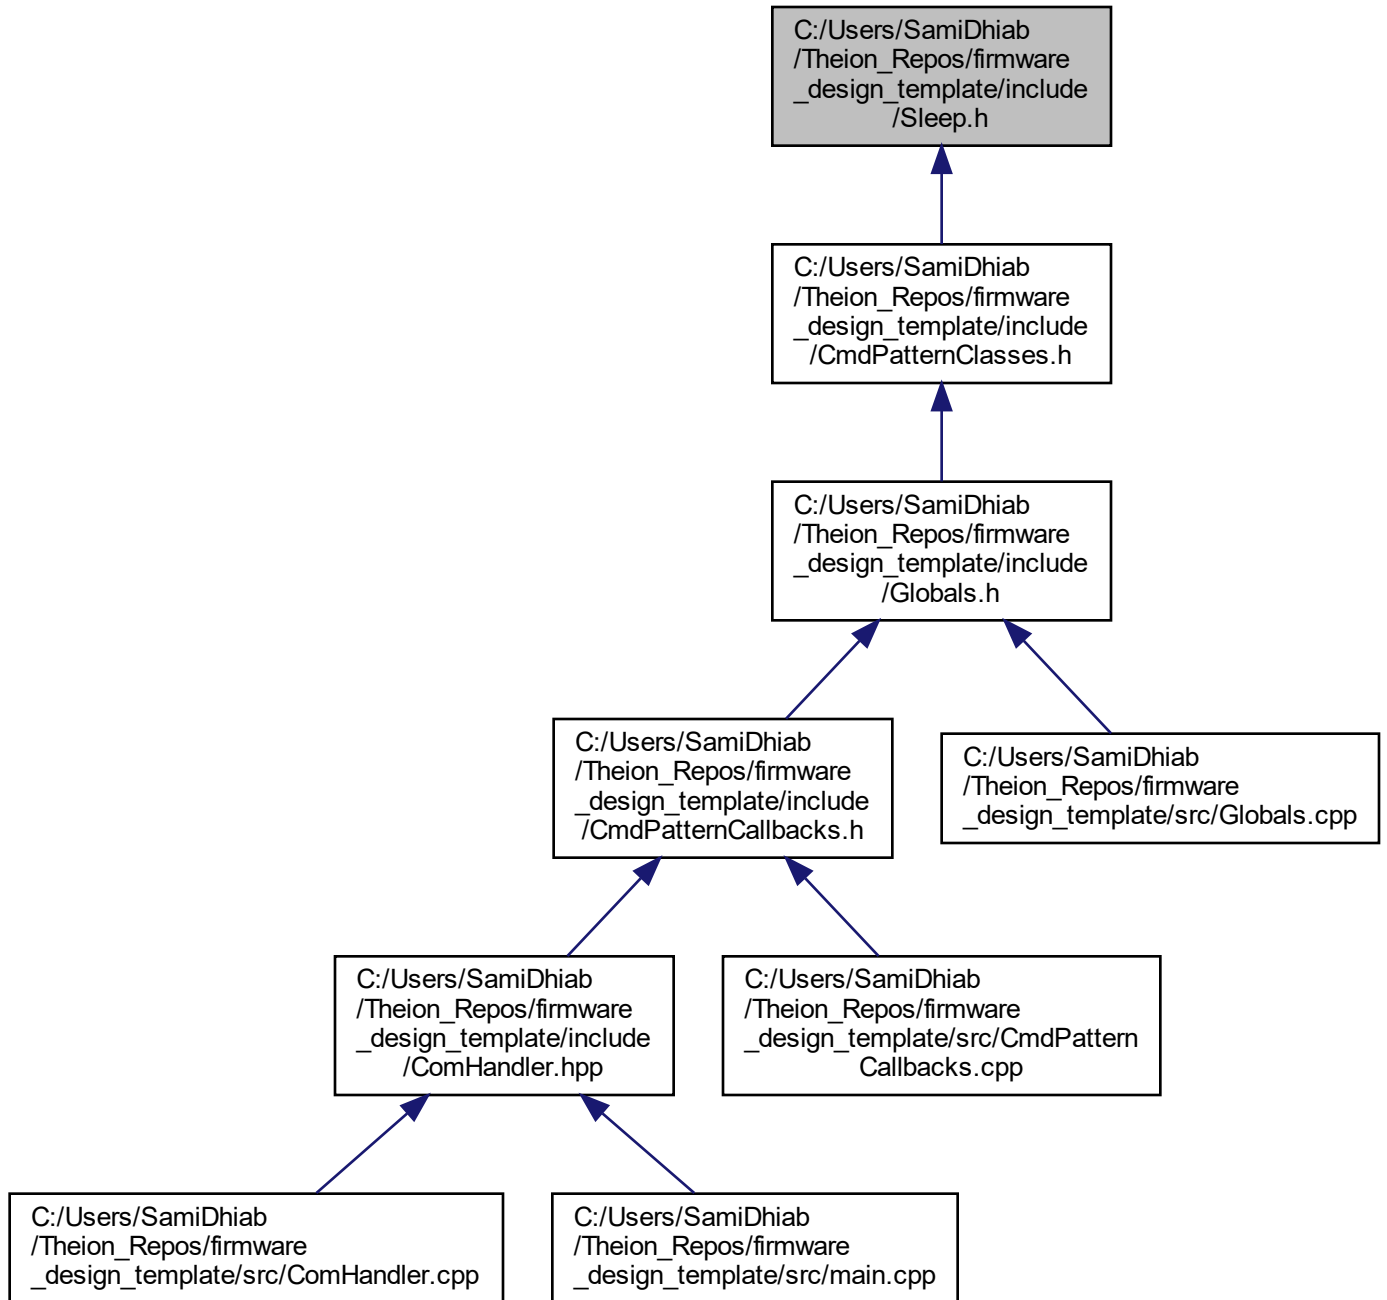 C:/Users/SamiDhiab
/Theion_Repos/firmware
_design_template/include
/Sleep.h
C:/Users/SamiDhiab
/Theion_Repos/firmware
_design_template/include
/CmdPatternClasses.h
C:/Users/SamiDhiab
/Theion_Repos/firmware
_design_template/include
/Globals.h
C:/Users/SamiDhiab
/Theion_Repos/firmware
_design_template/include
/CmdPatternCallbacks.h
C:/Users/SamiDhiab
/Theion_Repos/firmware
_design_template/src/Globals.cpp
C:/Users/SamiDhiab
/Theion_Repos/firmware
_design_template/include
/ComHandler.hpp
C:/Users/SamiDhiab
/Theion_Repos/firmware
_design_template/src/CmdPattern
Callbacks.cpp
C:/Users/SamiDhiab
/Theion_Repos/firmware
_design_template/src/ComHandler.cpp
C:/Users/SamiDhiab
/Theion_Repos/firmware
_design_template/src/main.cpp